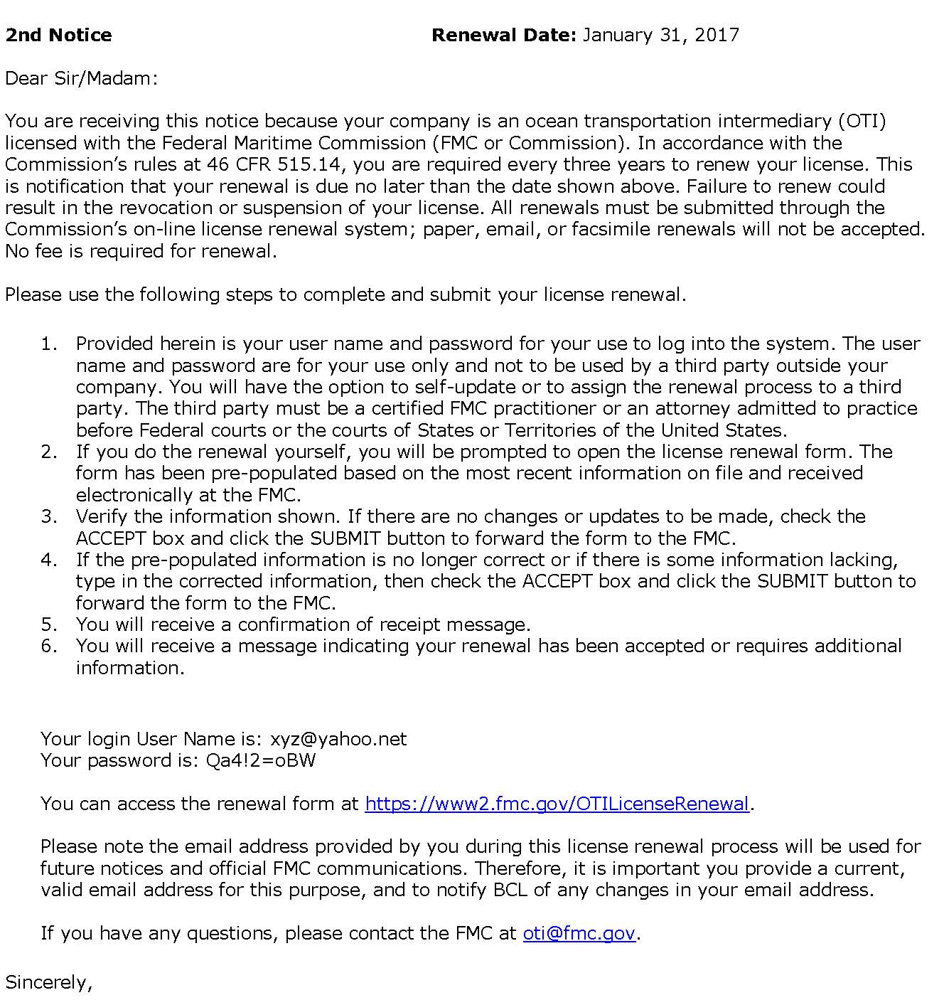 2nd Notice Renewal Date: January 31, 2017
Dear Sir/Madam:
You are receiving this notice because your company is an ocean transportation intermediary (OTI)
licensed with the Federal Maritime Commission (FMC or Commission). In accordance with the
Commission’s rules at 46 CFR 515.14, you are required every three years to renew your license. This
is notification that your renewal is due no later than the date shown above. Failure to renew could
result in the revocation or suspension of your license. All renewals must be submitted through the
Commission’s on-line license renewal system; paper, email, or facsimile renewals will not be accepted.
No fee is required for renewal.
Please use the following steps to complete and submit your license renewal.
1. Provided herein is your user name and password for your use to log into the system. The user
name and password are for your use only and not to be used by a third party outside your
company. You will have the option to self-update or to assign the renewal process to a third
party. The third party must be a certified FMC practitioner or an attorney admitted to practice
before Federal courts or the courts of States or Territories of the United States.
2. If you do the renewal yourself, you will be prompted to open the license renewal form. The
form has been pre-populated based on the most recent information on file and received
electronically at the FMC.
3. Verify the information shown. If there are no changes or updates to be made, check the
ACCEPT box and click the SUBMIT button to forward the form to the FMC.
4. If the pre-populated information is no longer correct or if there is some information lacking,
type in the corrected information, then check the ACCEPT box and click the SUBMIT button to
forward the form to the FMC.
5. You will receive a confirmation of receipt message.
6. You will receive a message indicating your renewal has been accepted or requires additional
information.
Your login User Name is: xyz@yahoo.net
Your password is: Qa4!2=oBW
You can access the renewal form at https://www2.fmc.gov/OTILicenseRenewal.
Please note the email address provided by you during this license renewal process will be used for
future notices and official FMC communications. Therefore, it is important you provide a current,
valid email address for this purpose, and to notify BCL of any changes in your email address.
If you have any questions, please contact the FMC at oti@fmc.gov.
Sincerely,